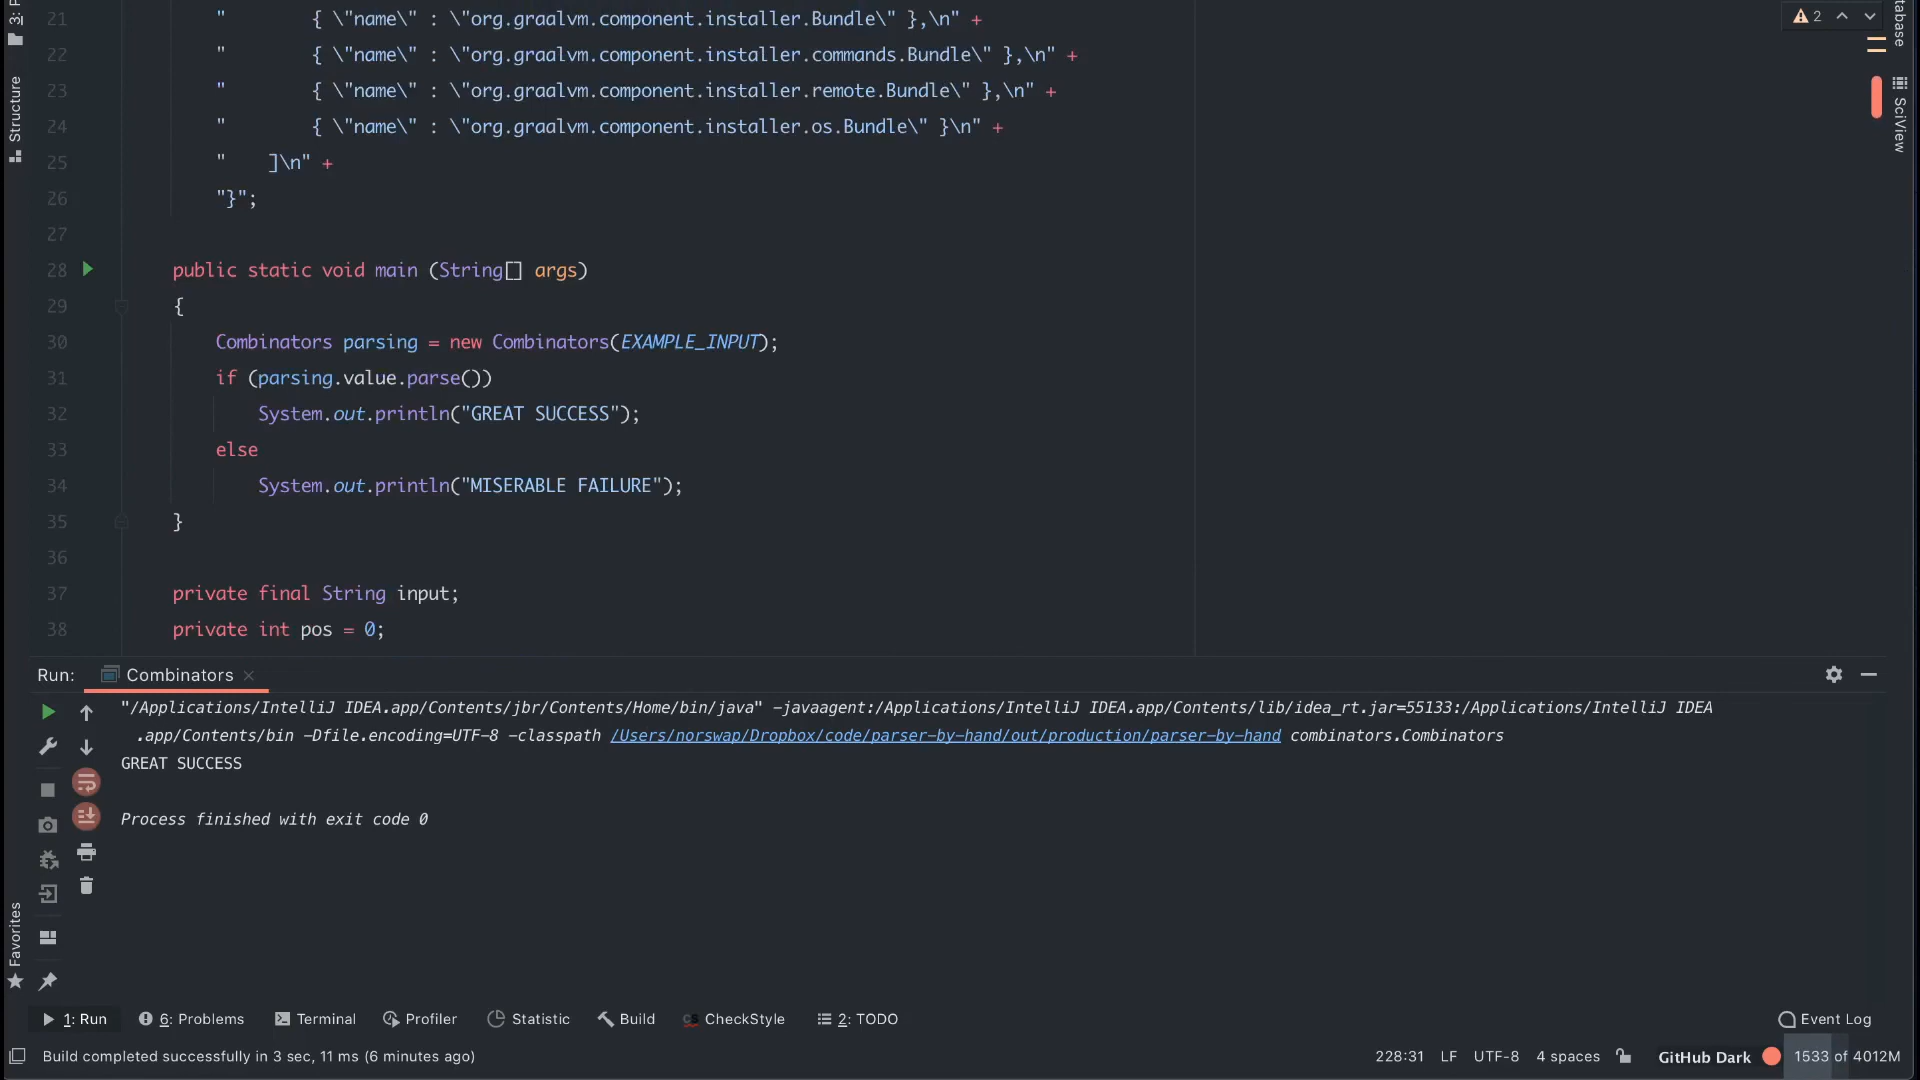 3: P
Structure
Favorites
21 "        { \"name\" : \"org.graalvm.component.installer.Bundle\" },\n" +
22 "        { \"name\" : \"org.graalvm.component.installer.commands.Bundle\" },\n" +
23 "        { \"name\" : \"org.graalvm.component.installer.remote.Bundle\" },\n" +
24 "        { \"name\" : \"org.graalvm.component.installer.os.Bundle\" }\n" +
25 "    ]\n" +
26 "}";
27
28 public static void main (String[] args)
29 {
30 Combinators parsing = new Combinators(EXAMPLE_INPUT);
31 if (parsing.value.parse())
32 System.out.println("GREAT SUCCESS");
33 else
34 System.out.println("MISERABLE FAILURE");
35 }
36
37 private final String input;
38 private int pos = 0;
2
tabase
SciView
Run: Combinators
"/Applications/IntelliJ IDEA.app/Contents/jbr/Contents/Home/bin/java" -javaagent:/Applications/IntelliJ IDEA.app/Contents/lib/idea_rt.jar=55133:/Applications/IntelliJ IDEA
.app/Contents/bin -Dfile.encoding=UTF-8 -classpath /Users/norswap/Dropbox/code/parser-by-hand/out/production/parser-by-hand combinators.Combinators
GREAT SUCCESS
Process finished with exit code 0
1: Run 6: Problems Terminal Profiler Statistic Build CheckStyle 2: TODO Event Log
Build completed successfully in 3 sec, 11 ms (6 minutes ago) 228:31 LF UTF-8 4 spaces GitHub Dark 1533 of 4012M